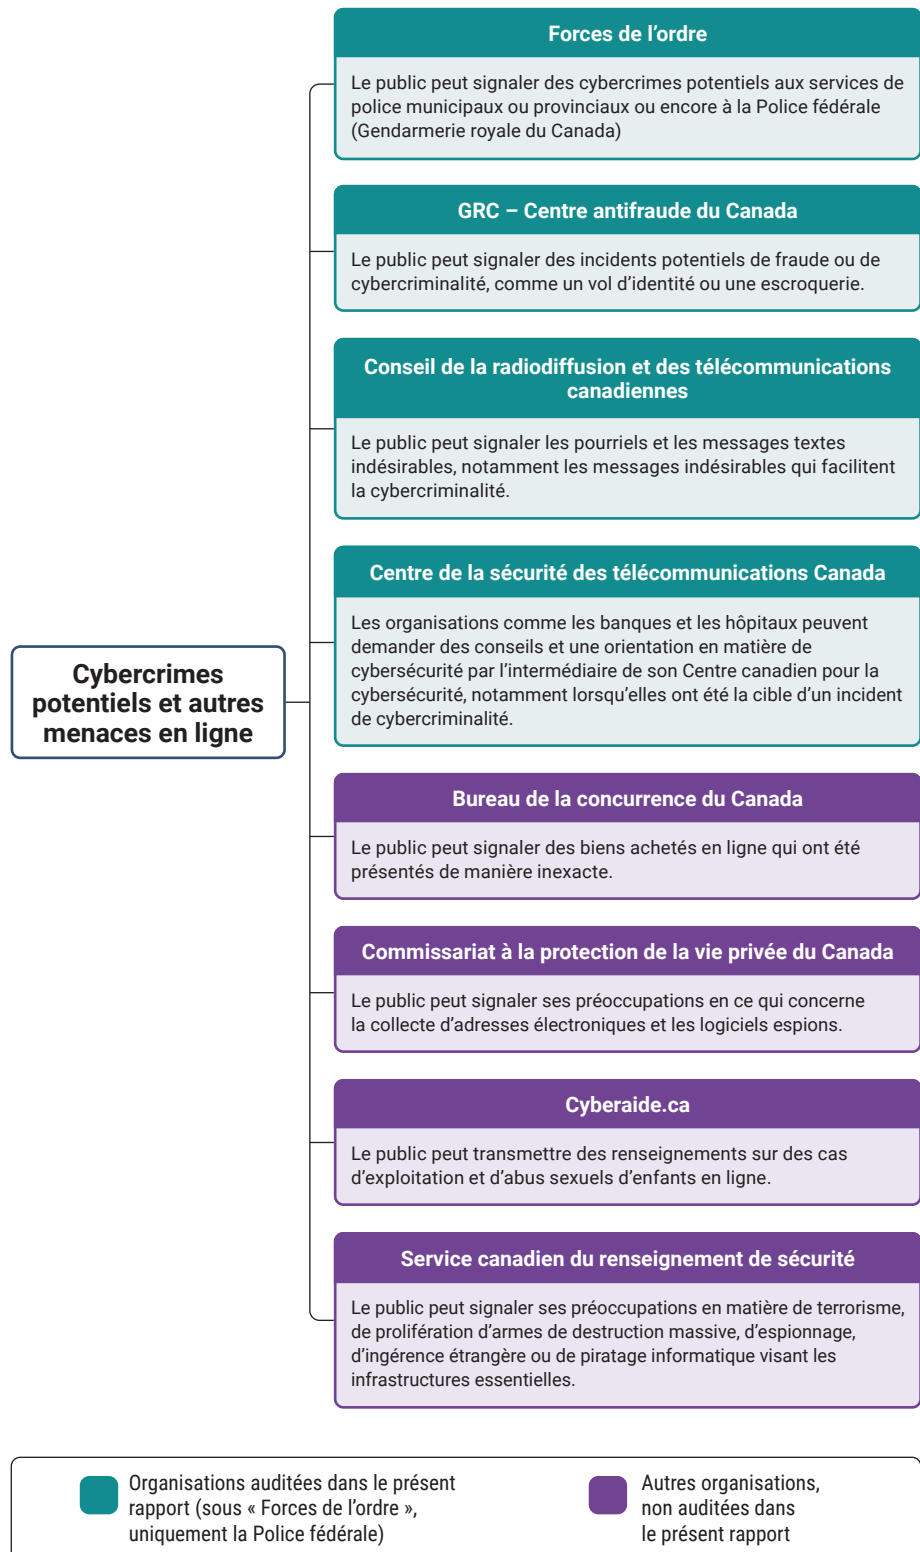 Forces de l'ordre
Le public peut signaler des cybercrimes potentiels aux services de
police municipaux ou provinciaux ou encore à la Police fédérale
(Gendarmerie royale du Canada)
GRC – Centre antifraude du Canada
Le public peut signaler des incidents potentiels de fraude ou de
cybercriminalité, comme un vol d'identité ou une escroquerie.
Conseil de la radiodiffusion et des télécommunications
canadiennes
Le public peut signaler les pourriels et les messages textes
indésirables, notamment les messages indésirables qui facilitent
la cybercriminalité.
Centre de la sécurité des télécommunications Canada
Les organisations comme les banques et les hôpitaux peuvent
demander des conseils et une orientation en matière de
cybersécurité par l'intermédiaire de son Centre canadien pour la
cybersécurité, notamment lorsqu'elles ont été la cible d'un incident
de cybercriminalité.
Cybercrimes
potentiels et autres
menaces en ligne
Bureau de la concurrence du Canada
Le public peut signaler des biens achetés en ligne qui ont été
présentés de manière inexacte.
Commissariat à la protection de la vie privée du Canada
Le public peut signaler ses préoccupations en ce qui concerne
la collecte d'adresses électroniques et les logiciels espions.
Cyberaide.ca
Le public peut transmettre des renseignements sur des cas
d'exploitation et d'abus sexuels d'enfants en ligne.
Service canadien du renseignement de sécurité
Le public peut signaler ses préoccupations en matière de terrorisme,
de prolifération d'armes de destruction massive, d'espionnage,
d'ingérence étrangère ou de piratage informatique visant les
infrastructures essentielles.
Organisations auditées dans le présent
rapport (sous « Forces de l'ordre »,
uniquement la Police fédérale)
Autres organisations,
non auditées dans
le présent rapport